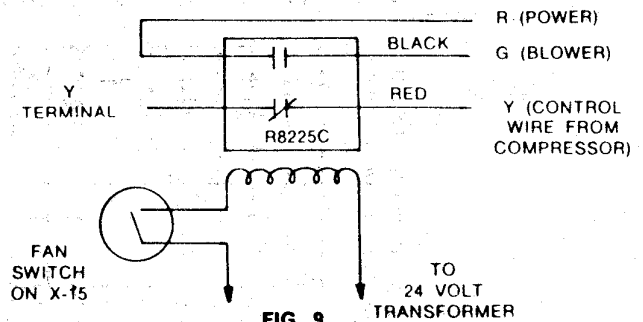 R (POWER)
BLACK
G (BLOWER)
Y
TERMINAL
RED
Y (CONTROL
WIRE FROM
COMPRESSOR)
R8225C
FAN
SWITCH
ON X-15
TO
24 VOLT
TRANSFORMER
FIG. 9